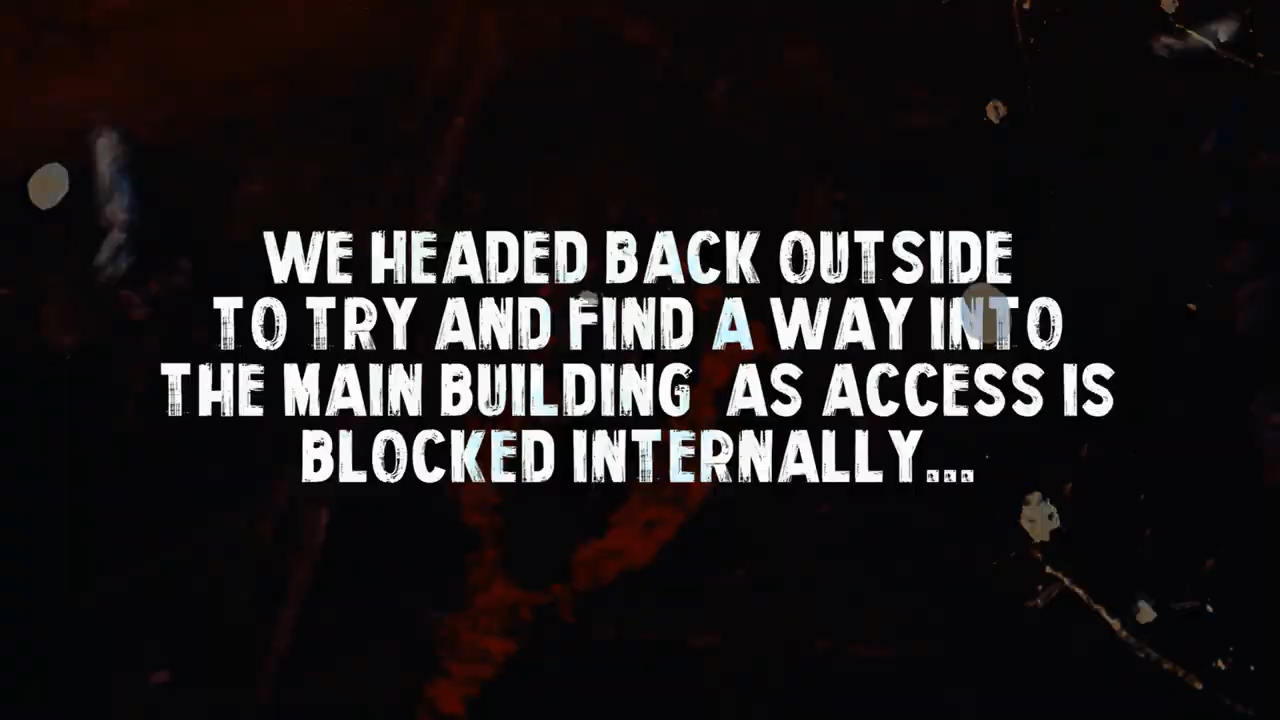 WE HEADED BACK OUTSIDE
TO TRY AND FIND A WAY INTO
THE MAIN BUILDING AS ACCESS IS
BLOCKED INTERNALLY...